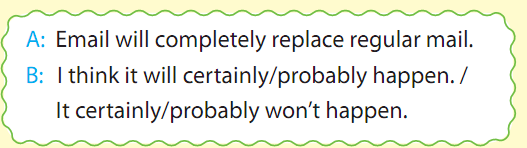 A: Email will completely replace regular mail.
B: I think it will certainly/probably happen. /
It certainly/probably won't happen.